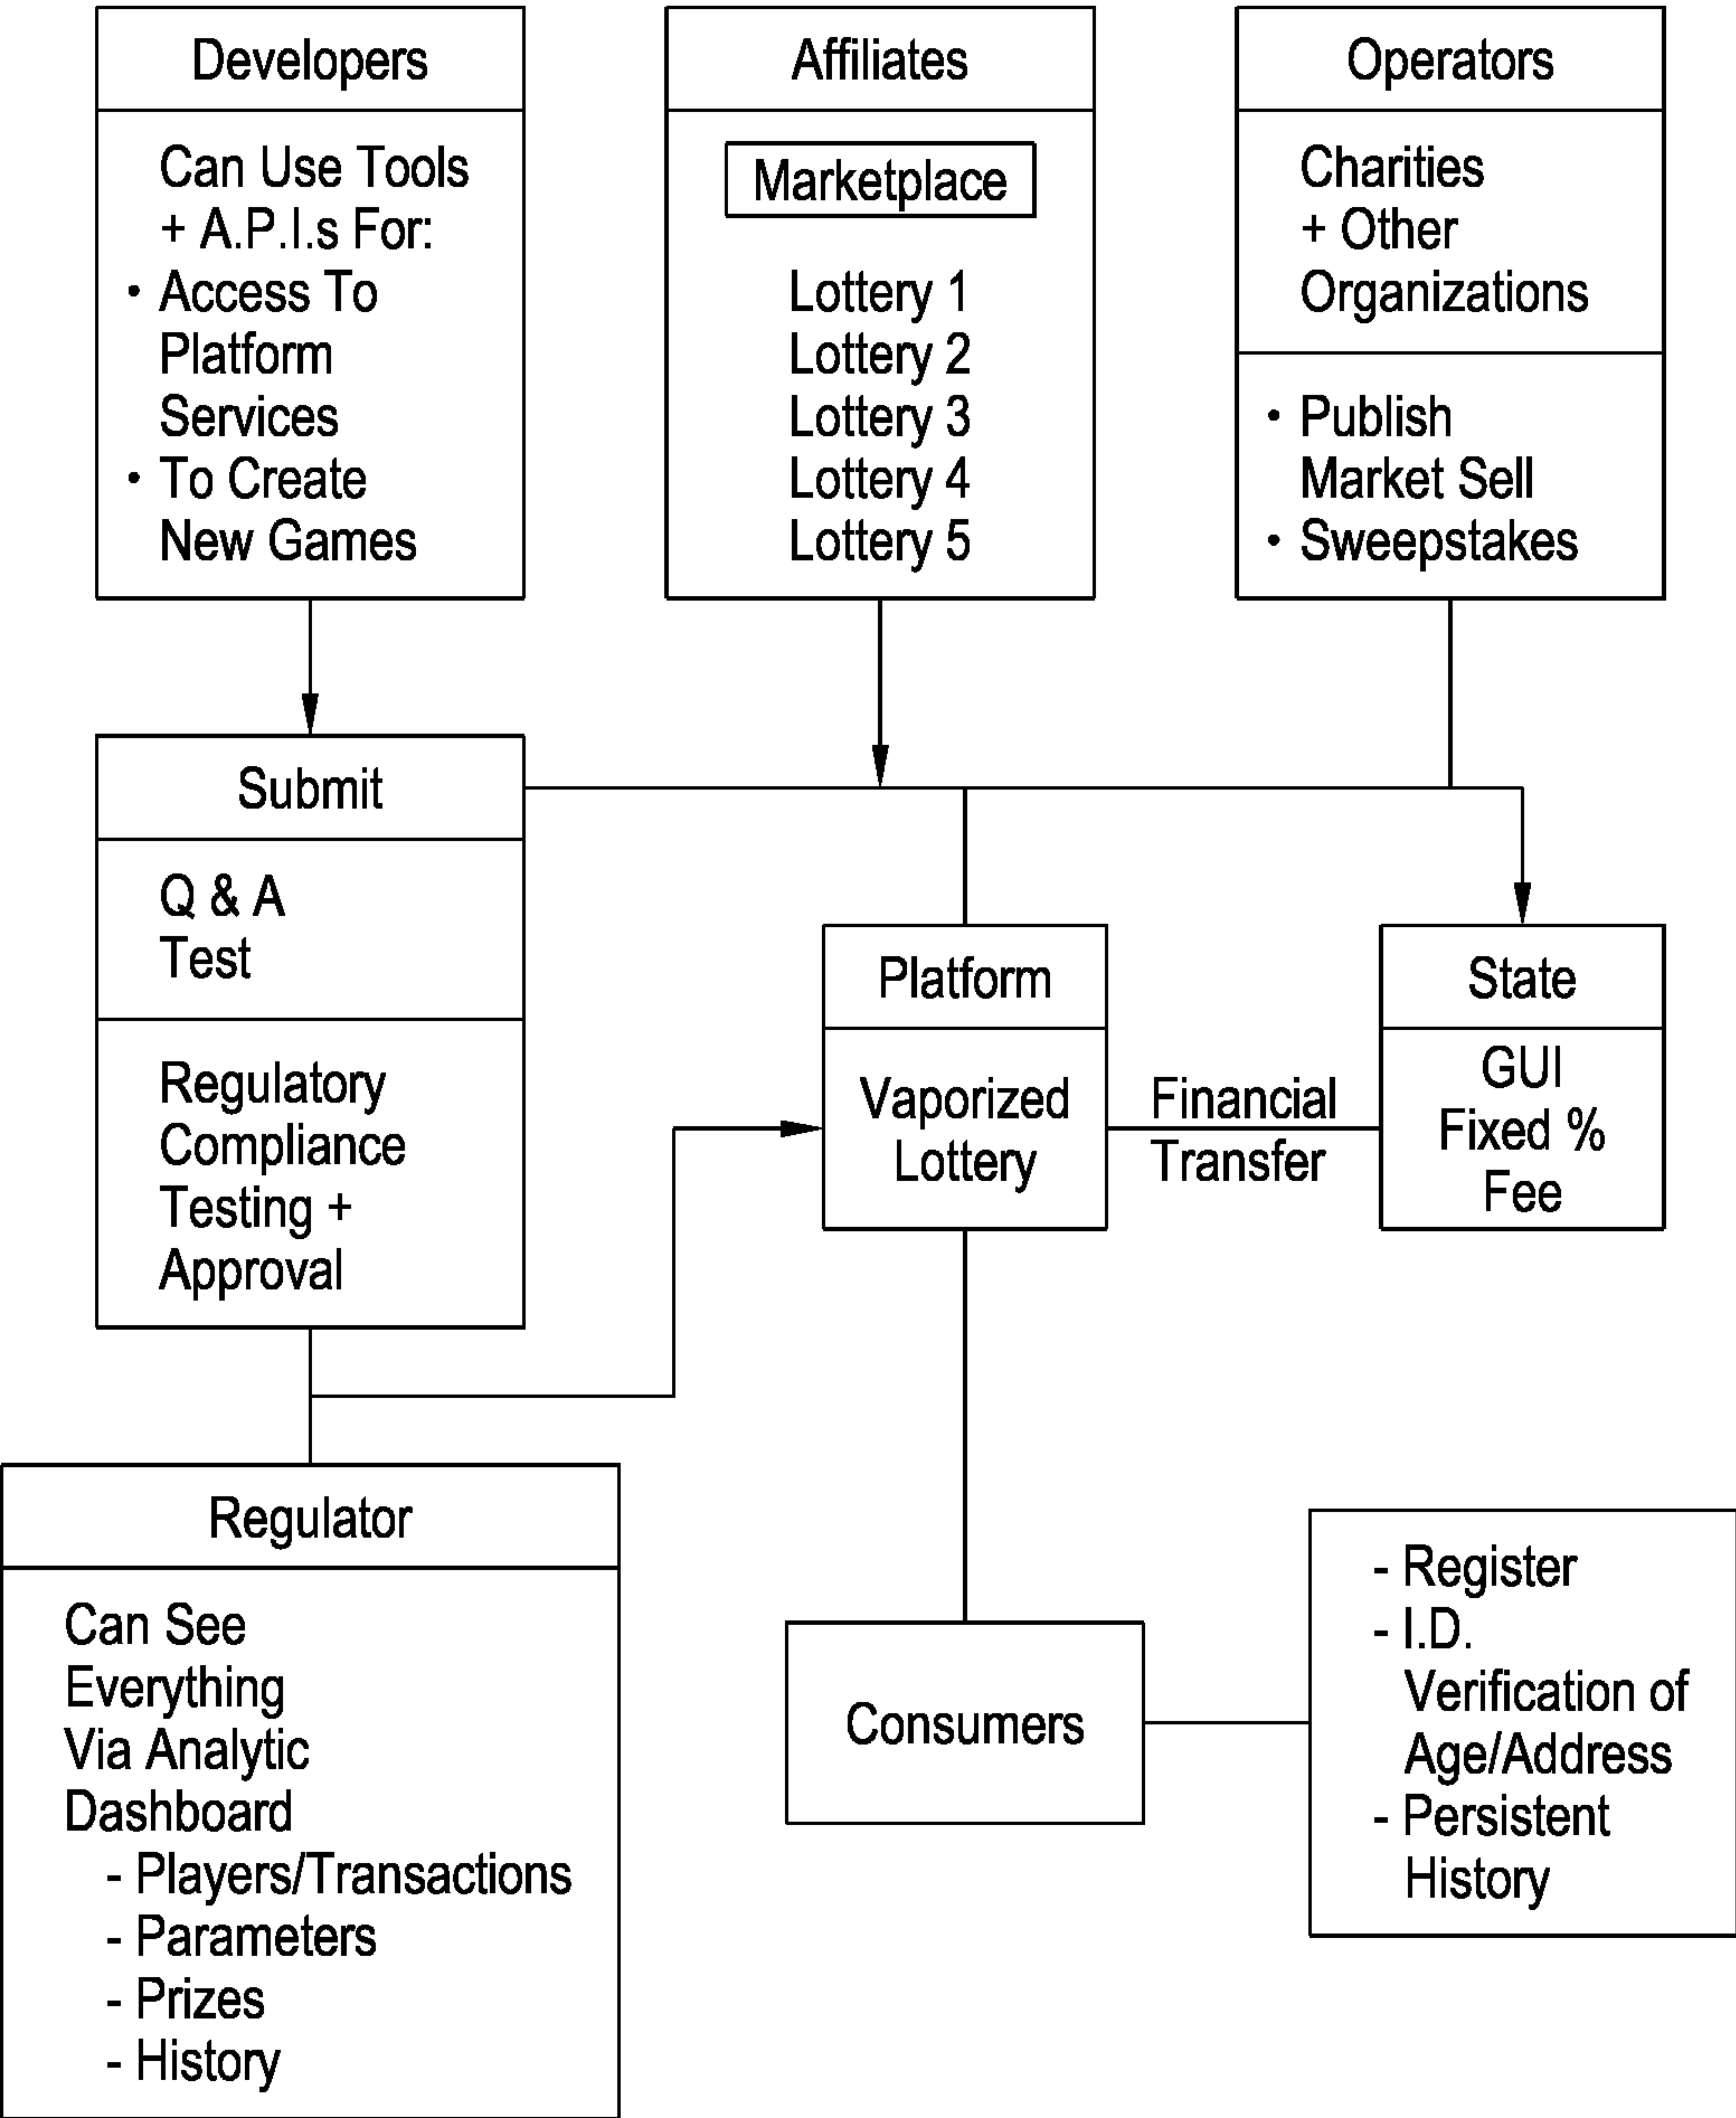 Developers
Can Use Tools
+ A.P.I.s For:
• Access To
Platform
Services
• To Create
New Games
Affiliates
Marketplace
Lottery 1
Lottery 2
Lottery 3
Lottery 4
Lottery 5
Operators
Charities
+ Other
Organizations
• Publish
Market Sell
• Sweepstakes
Submit
Q & A
Test
Regulatory
Compliance
Testing +
Approval
Platform
Vaporized
Lottery
Financial
Transfer
State
GUI
Fixed %
Fee
Regulator
Can See
Everything
Via Analytic
Dashboard
- Players/Transactions
- Parameters
- Prizes
- History
Consumers
- Register
- I.D.
Verification of
Age/Address
- Persistent
History